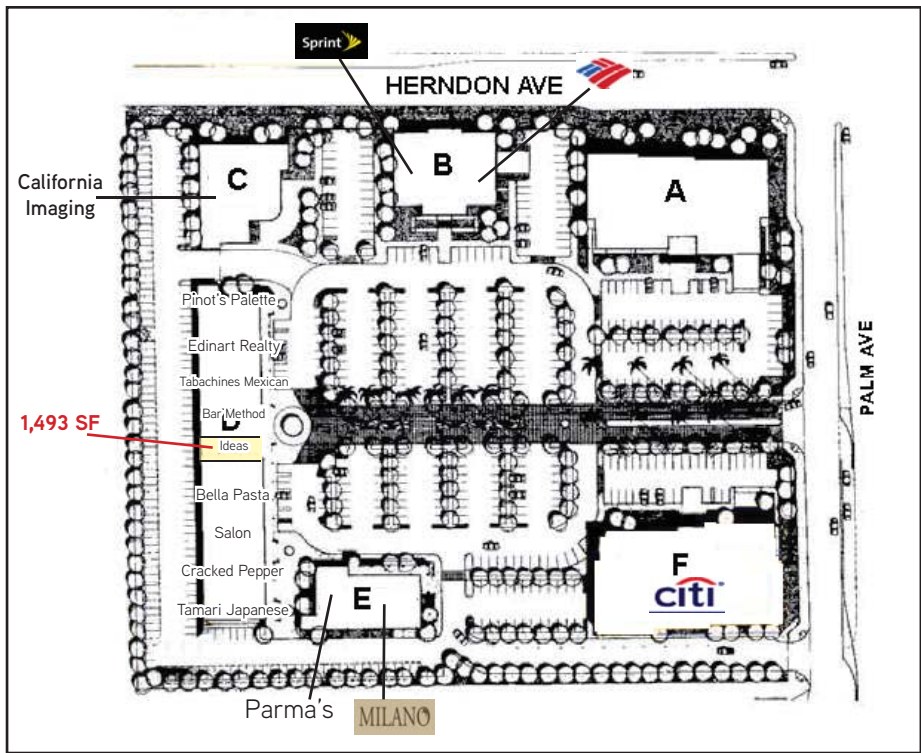 Sprint
HERNDON AVE
C
B
A
California
Imaging
Pinot's Palette
Edinart Realty
Tabachines Mexican
PALM AVE
Bar Method
D
1,493 SF
Ideas
Bella Pasta
Salon
Cracked Pepper
Tamari Japanese
E
F
citi
Parma's
MILANO